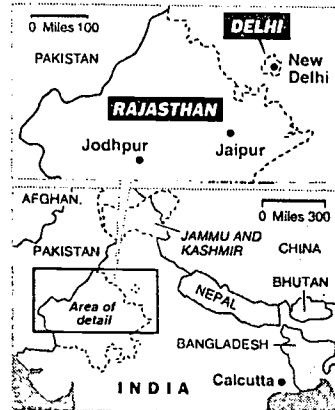 0 Miles 100
DELHI
PAKISTAN
New
Delhi
RAJASTHAN
Jodhpur
Jaipur
AFGHAN.
0 Miles 300
JAMMU AND
KASHMIR
CHINA
PAKISTAN
BHUTAN
NEPAL
Area of
detail
BANGLADESH
INDIA
Calcutta